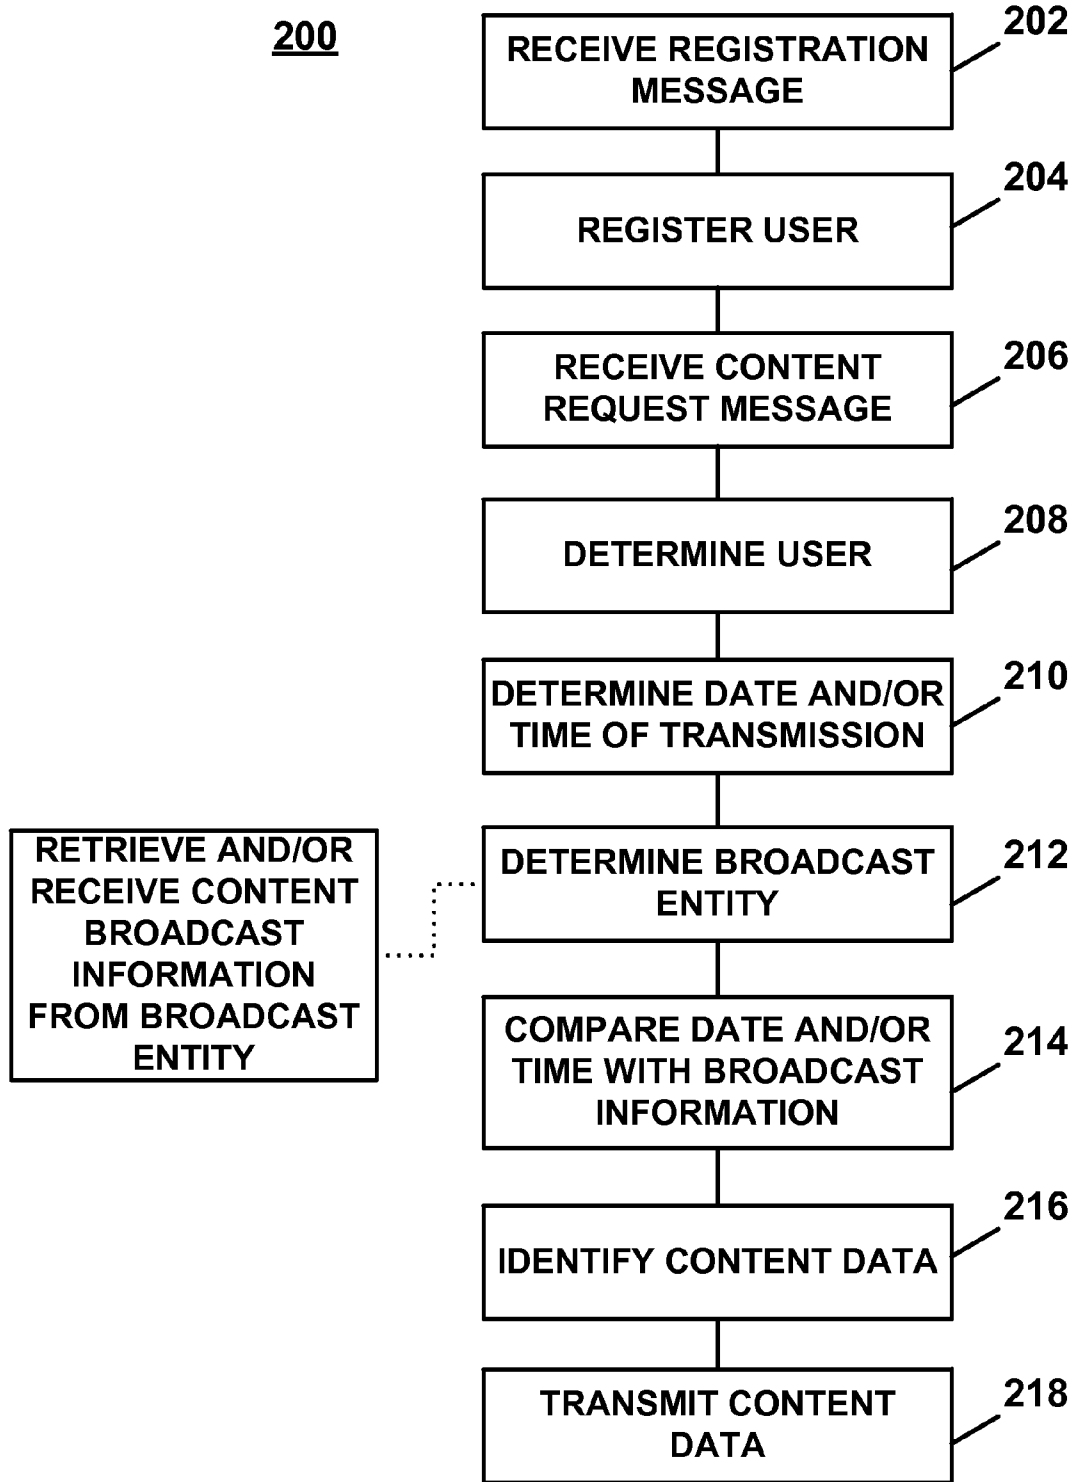 200
RECEIVE REGISTRATION
MESSAGE
202
REGISTER USER
204
RECEIVE CONTENT
REQUEST MESSAGE
206
DETERMINE USER
208
DETERMINE DATE AND/OR
TIME OF TRANSMISSION
210
DETERMINE BROADCAST
ENTITY
212
RETRIEVE AND/OR
RECEIVE CONTENT
BROADCAST
INFORMATION
FROM BROADCAST
ENTITY
COMPARE DATE AND/OR
TIME WITH BROADCAST
INFORMATION
214
IDENTIFY CONTENT DATA
216
TRANSMIT CONTENT
DATA
218